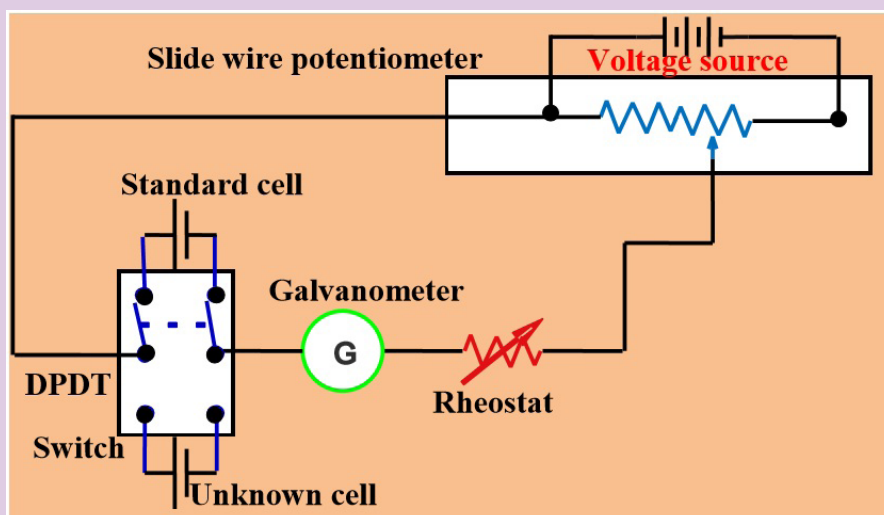 Slide wire potentiometer
Voltage source
Standard cell
Galvanometer
G
DPDT
Rheostat
Switch
Unknown cell